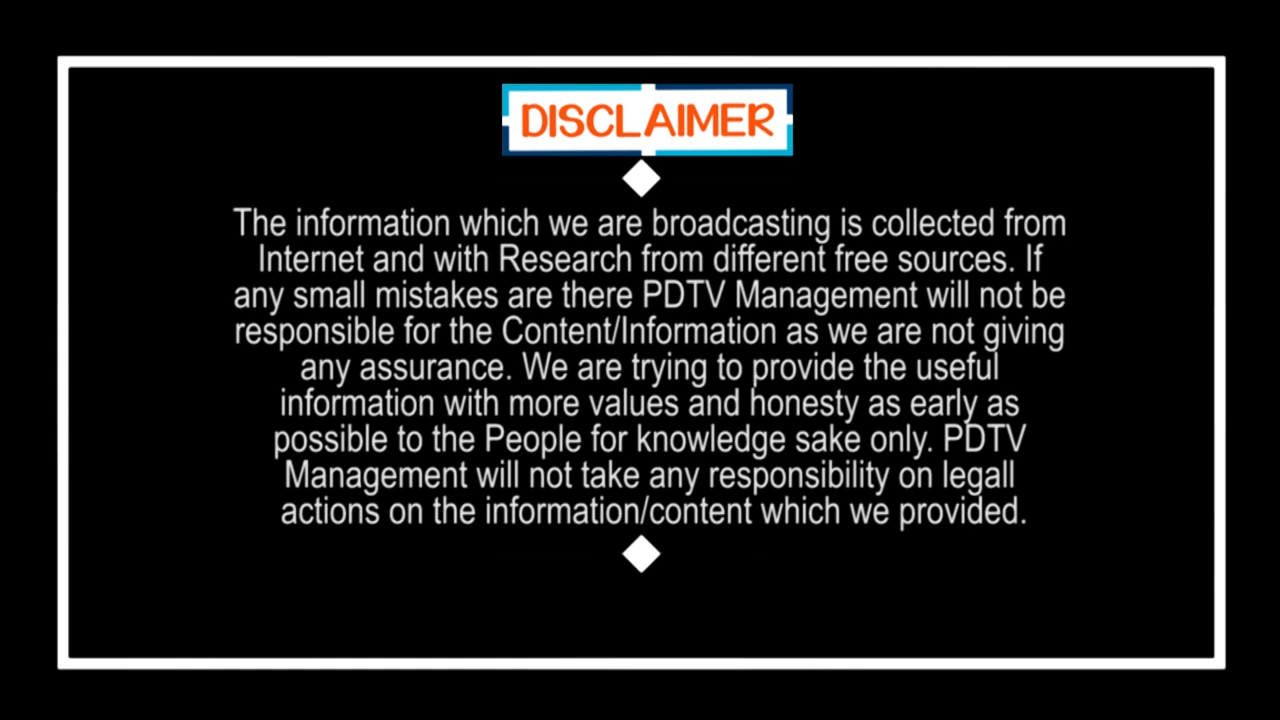 DISCLAIMER
The information which we are broadcasting is collected from
Internet and with Research from different free sources. If
any small mistakes are there PDTV Management will not be
responsible for the Content/Information as we are not giving
any assurance. We are trying to provide the useful
information with more values and honesty as early as
possible to the People for knowledge sake only. PDTV
Management will not take any responsibility on legall
actions on the information/content which we provided.